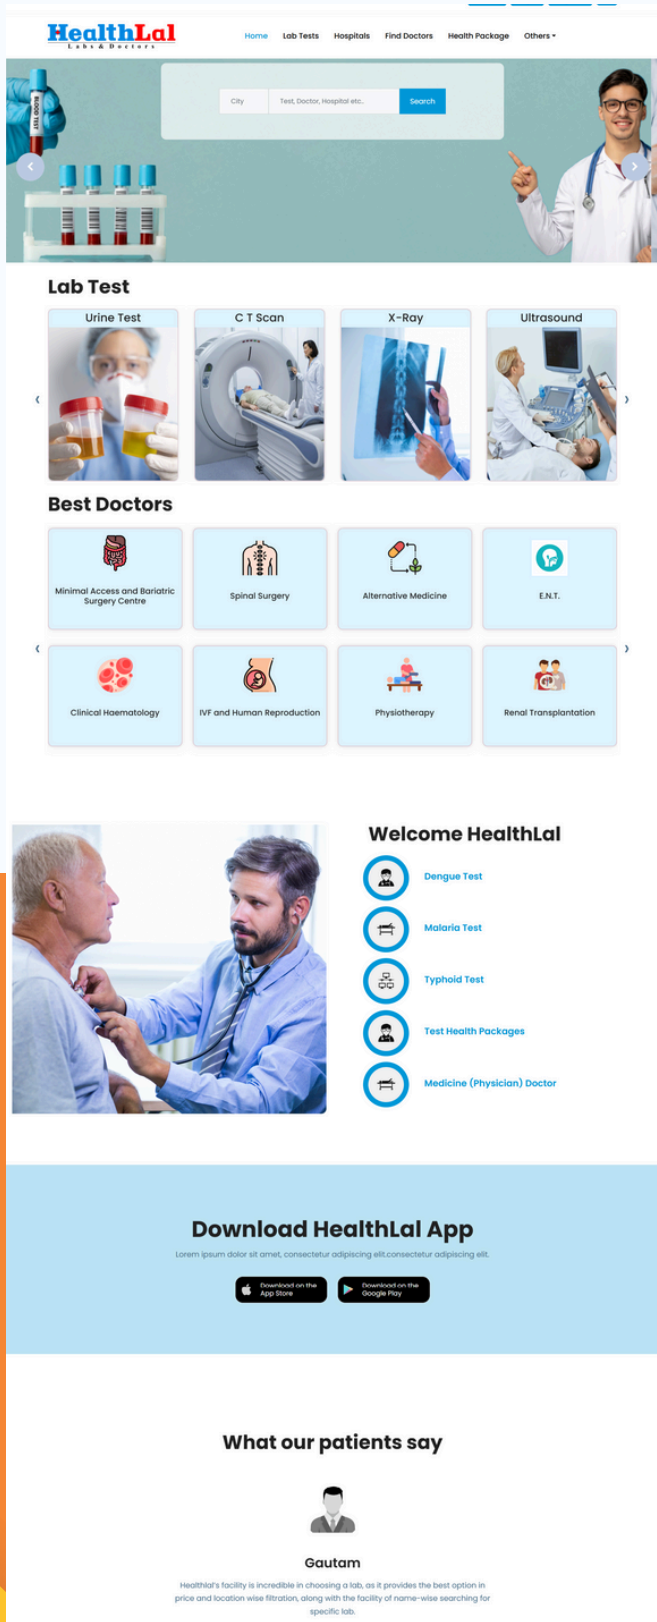 HealthLal
Labs & Doctors
Home Lab Tests Hospitals Find Doctors Health Package Others
BLOOD TEST
City Test, Doctor, Hospital etc.. Search
Lab Test
Urine Test C T Scan X-Ray Ultrasound
Best Doctors
Minimal Access and Bariatric
Surgery Centre
Spinal Surgery Alternative Medicine E.N.T.
Clinical Haematology IVF and Human Reproduction Physiotherapy Renal Transplantation
Welcome HealthLal
Dengue Test
Malaria Test
Typhoid Test
Test Health Packages
Medicine (Physician) Doctor
Download HealthLal App
Lorem ipsum dolor sit amet, consectetur adipiscing elit.consectetur adipiscing elit.
Download on the
App Store
Download on the
Google Play
What our patients say
Gautam
Healthlal's facility is incredible in choosing a lab, as it provides the best option in
price and location wise filtration, along with the facility of name-wise searching for
specific lab.